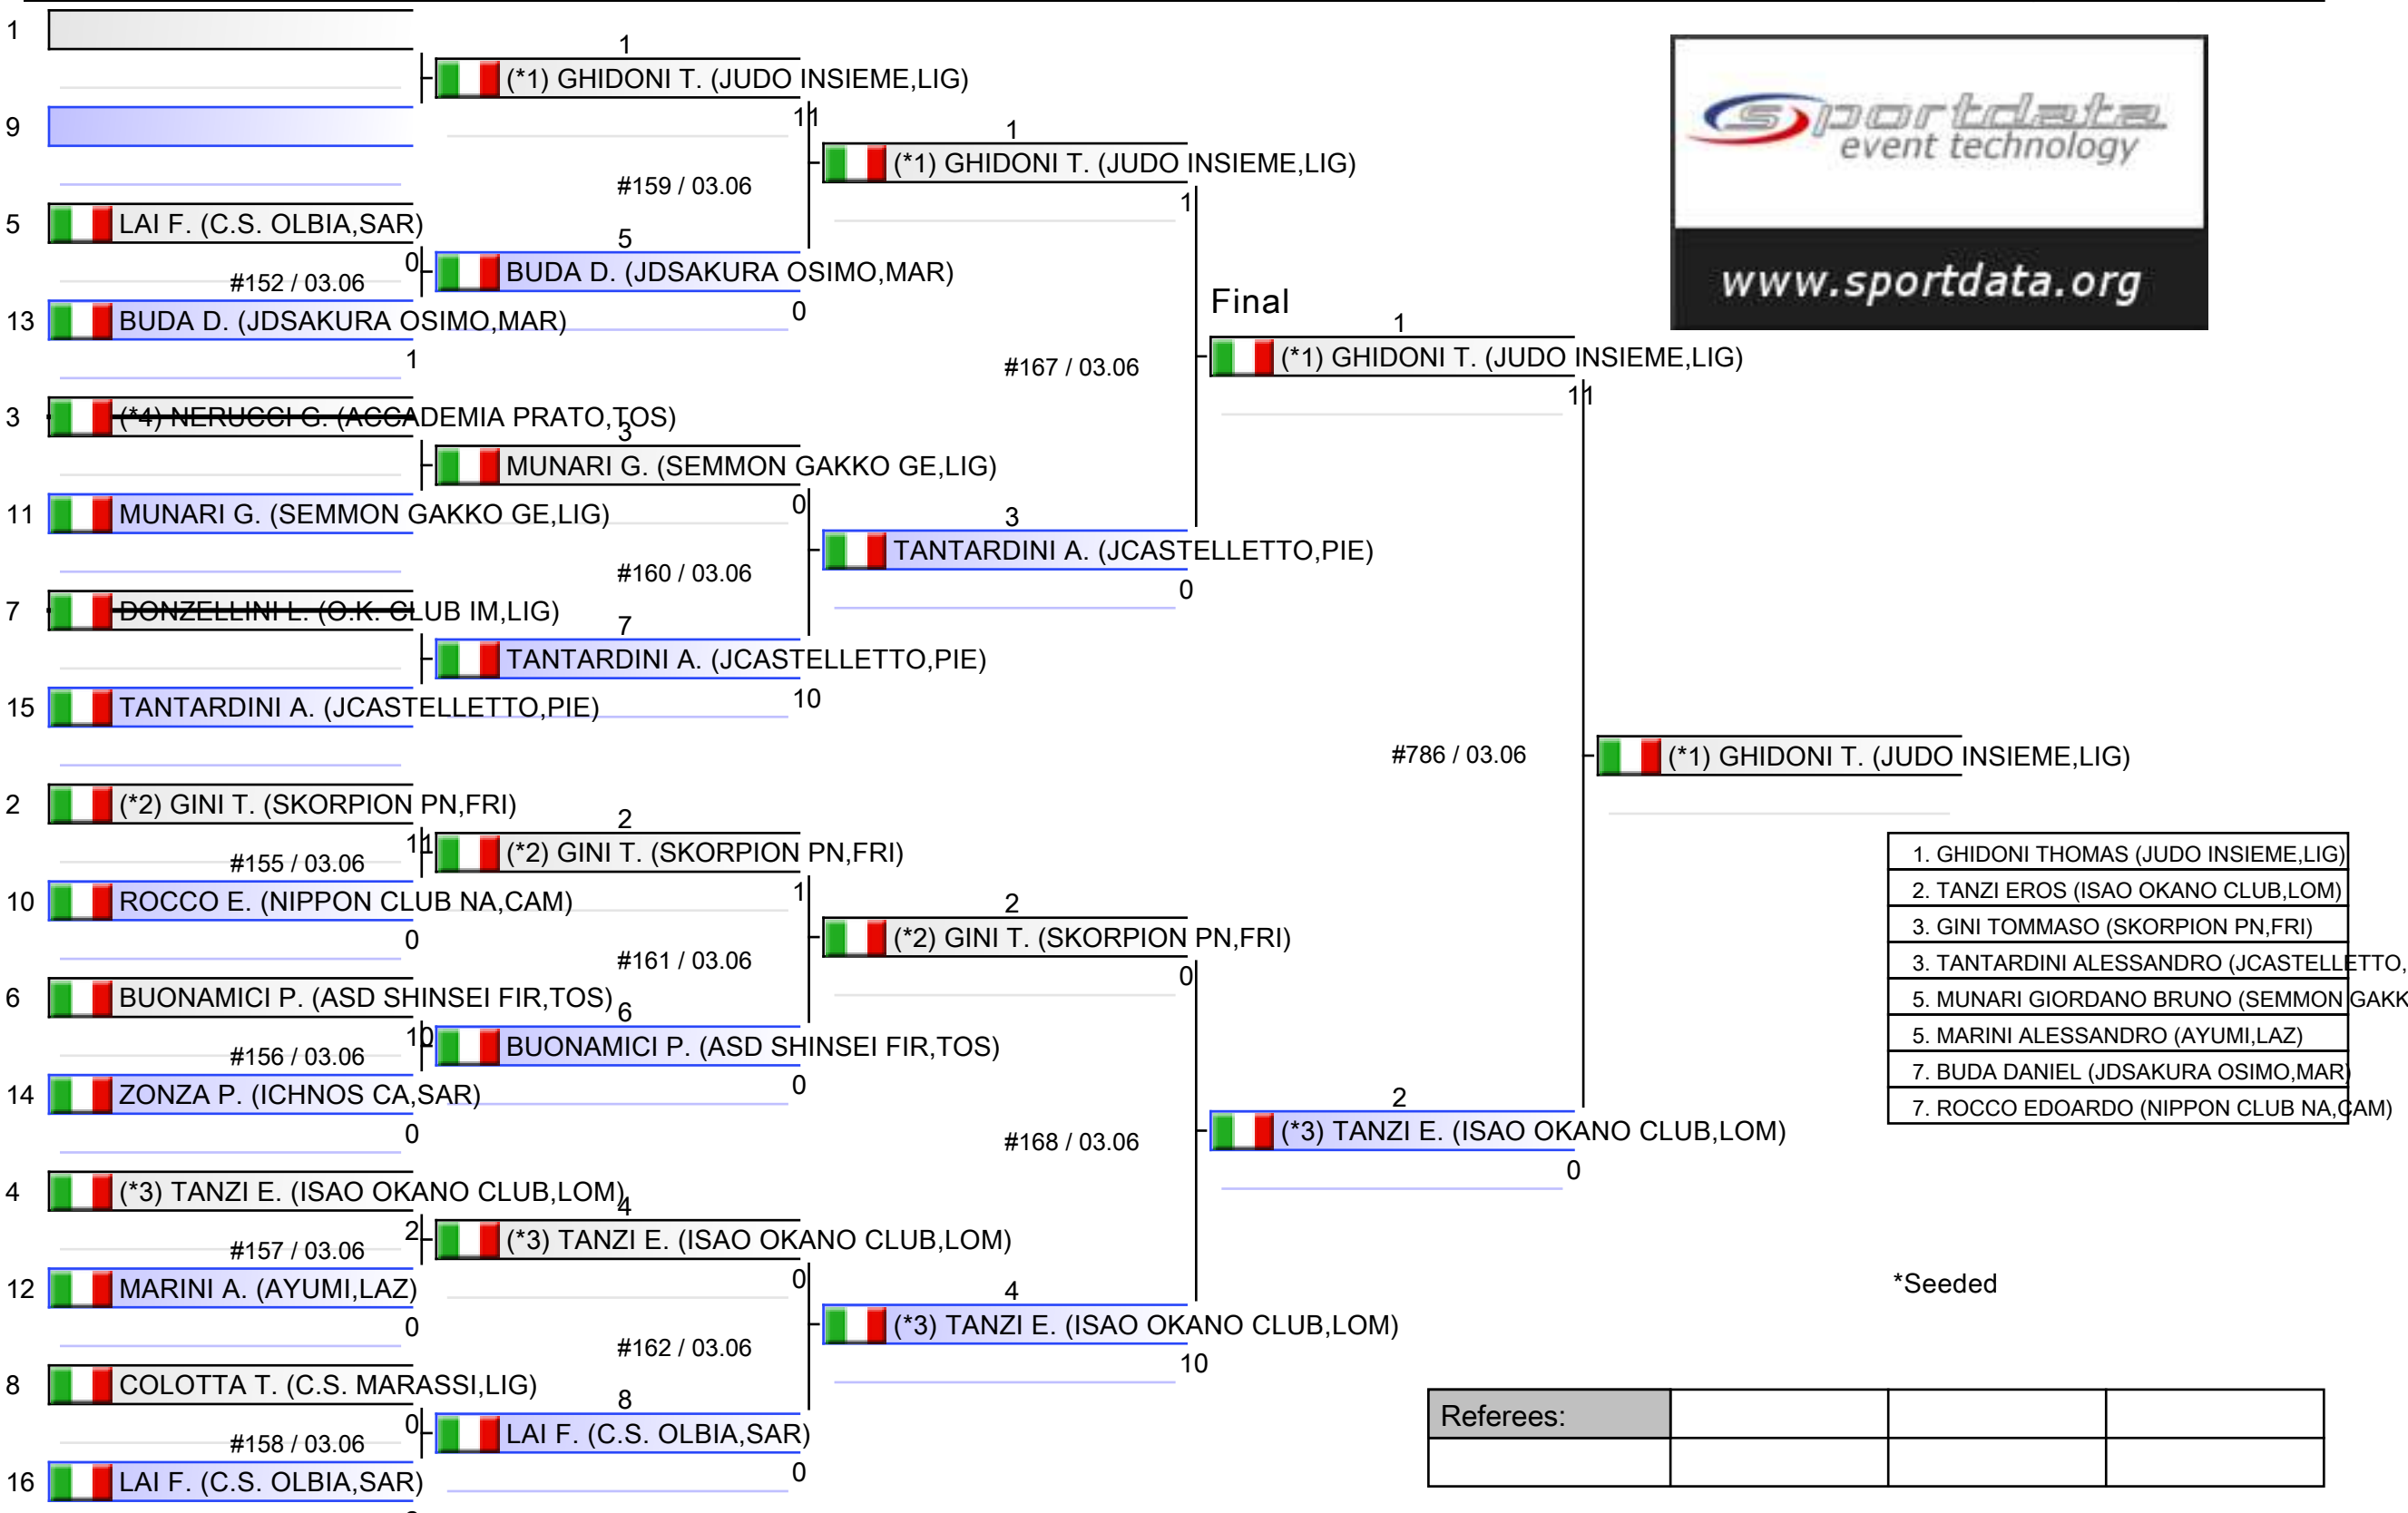 1
1
(*1) GHIDONI T. (JUDO INSIEME,LIG)
11
9
1
(*1) GHIDONI T. (JUDO INSIEME,LIG)
#159 / 03.06
1
5
LAI F. (C.S. OLBIA,SAR)
0
5
BUDA D. (JDSAKURA OSIMO,MAR)
0
#152 / 03.06
13
BUDA D. (JDSAKURA OSIMO,MAR)
1
sportdata
event technology
www.sportdata.org
Final
1
(*1) GHIDONI T. (JUDO INSIEME,LIG)
11
#167 / 03.06
3
(*4) NERUCCI G. (ACCADEMIA PRATO,TOS)
3
MUNARI G. (SEMMON GAKKO GE,LIG)
0
11
MUNARI G. (SEMMON GAKKO GE,LIG)
3
TANTARDINI A. (JCASTELLETTO,PIE)
0
#160 / 03.06
7
DONZELLINI L. (O.K. CLUB IM,LIG)
7
TANTARDINI A. (JCASTELLETTO,PIE)
10
15
TANTARDINI A. (JCASTELLETTO,PIE)
#786 / 03.06
(*1) GHIDONI T. (JUDO INSIEME,LIG)
2
(*2) GINI T. (SKORPION PN,FRI)
11
2
(*2) GINI T. (SKORPION PN,FRI)
1
#155 / 03.06
10
ROCCO E. (NIPPON CLUB NA,CAM)
0
2
(*2) GINI T. (SKORPION PN,FRI)
0
#161 / 03.06
6
BUONAMICI P. (ASD SHINSEI FIR,TOS)
10
6
BUONAMICI P. (ASD SHINSEI FIR,TOS)
0
#156 / 03.06
14
ZONZA P. (ICHNOS CA,SAR)
0
1. GHIDONI THOMAS (JUDO INSIEME,LIG)
2. TANZI EROS (ISAO OKANO CLUB,LOM)
3. GINI TOMMASO (SKORPION PN,FRI)
3. TANTARDINI ALESSANDRO (JCASTELLETTO,
5. MUNARI GIORDANO BRUNO (SEMMON GAKK
5. MARINI ALESSANDRO (AYUMI,LAZ)
7. BUDA DANIEL (JDSAKURA OSIMO,MAR)
7. ROCCO EDOARDO (NIPPON CLUB NA,CAM)
2
(*3) TANZI E. (ISAO OKANO CLUB,LOM)
0
#168 / 03.06
4
(*3) TANZI E. (ISAO OKANO CLUB,LOM)
2
4
(*3) TANZI E. (ISAO OKANO CLUB,LOM)
0
#157 / 03.06
12
MARINI A. (AYUMI,LAZ)
0
4
(*3) TANZI E. (ISAO OKANO CLUB,LOM)
10
#162 / 03.06
8
COLOTTA T. (C.S. MARASSI,LIG)
0
8
LAI F. (C.S. OLBIA,SAR)
0
#158 / 03.06
16
LAI F. (C.S. OLBIA,SAR)
*Seeded
Referees: